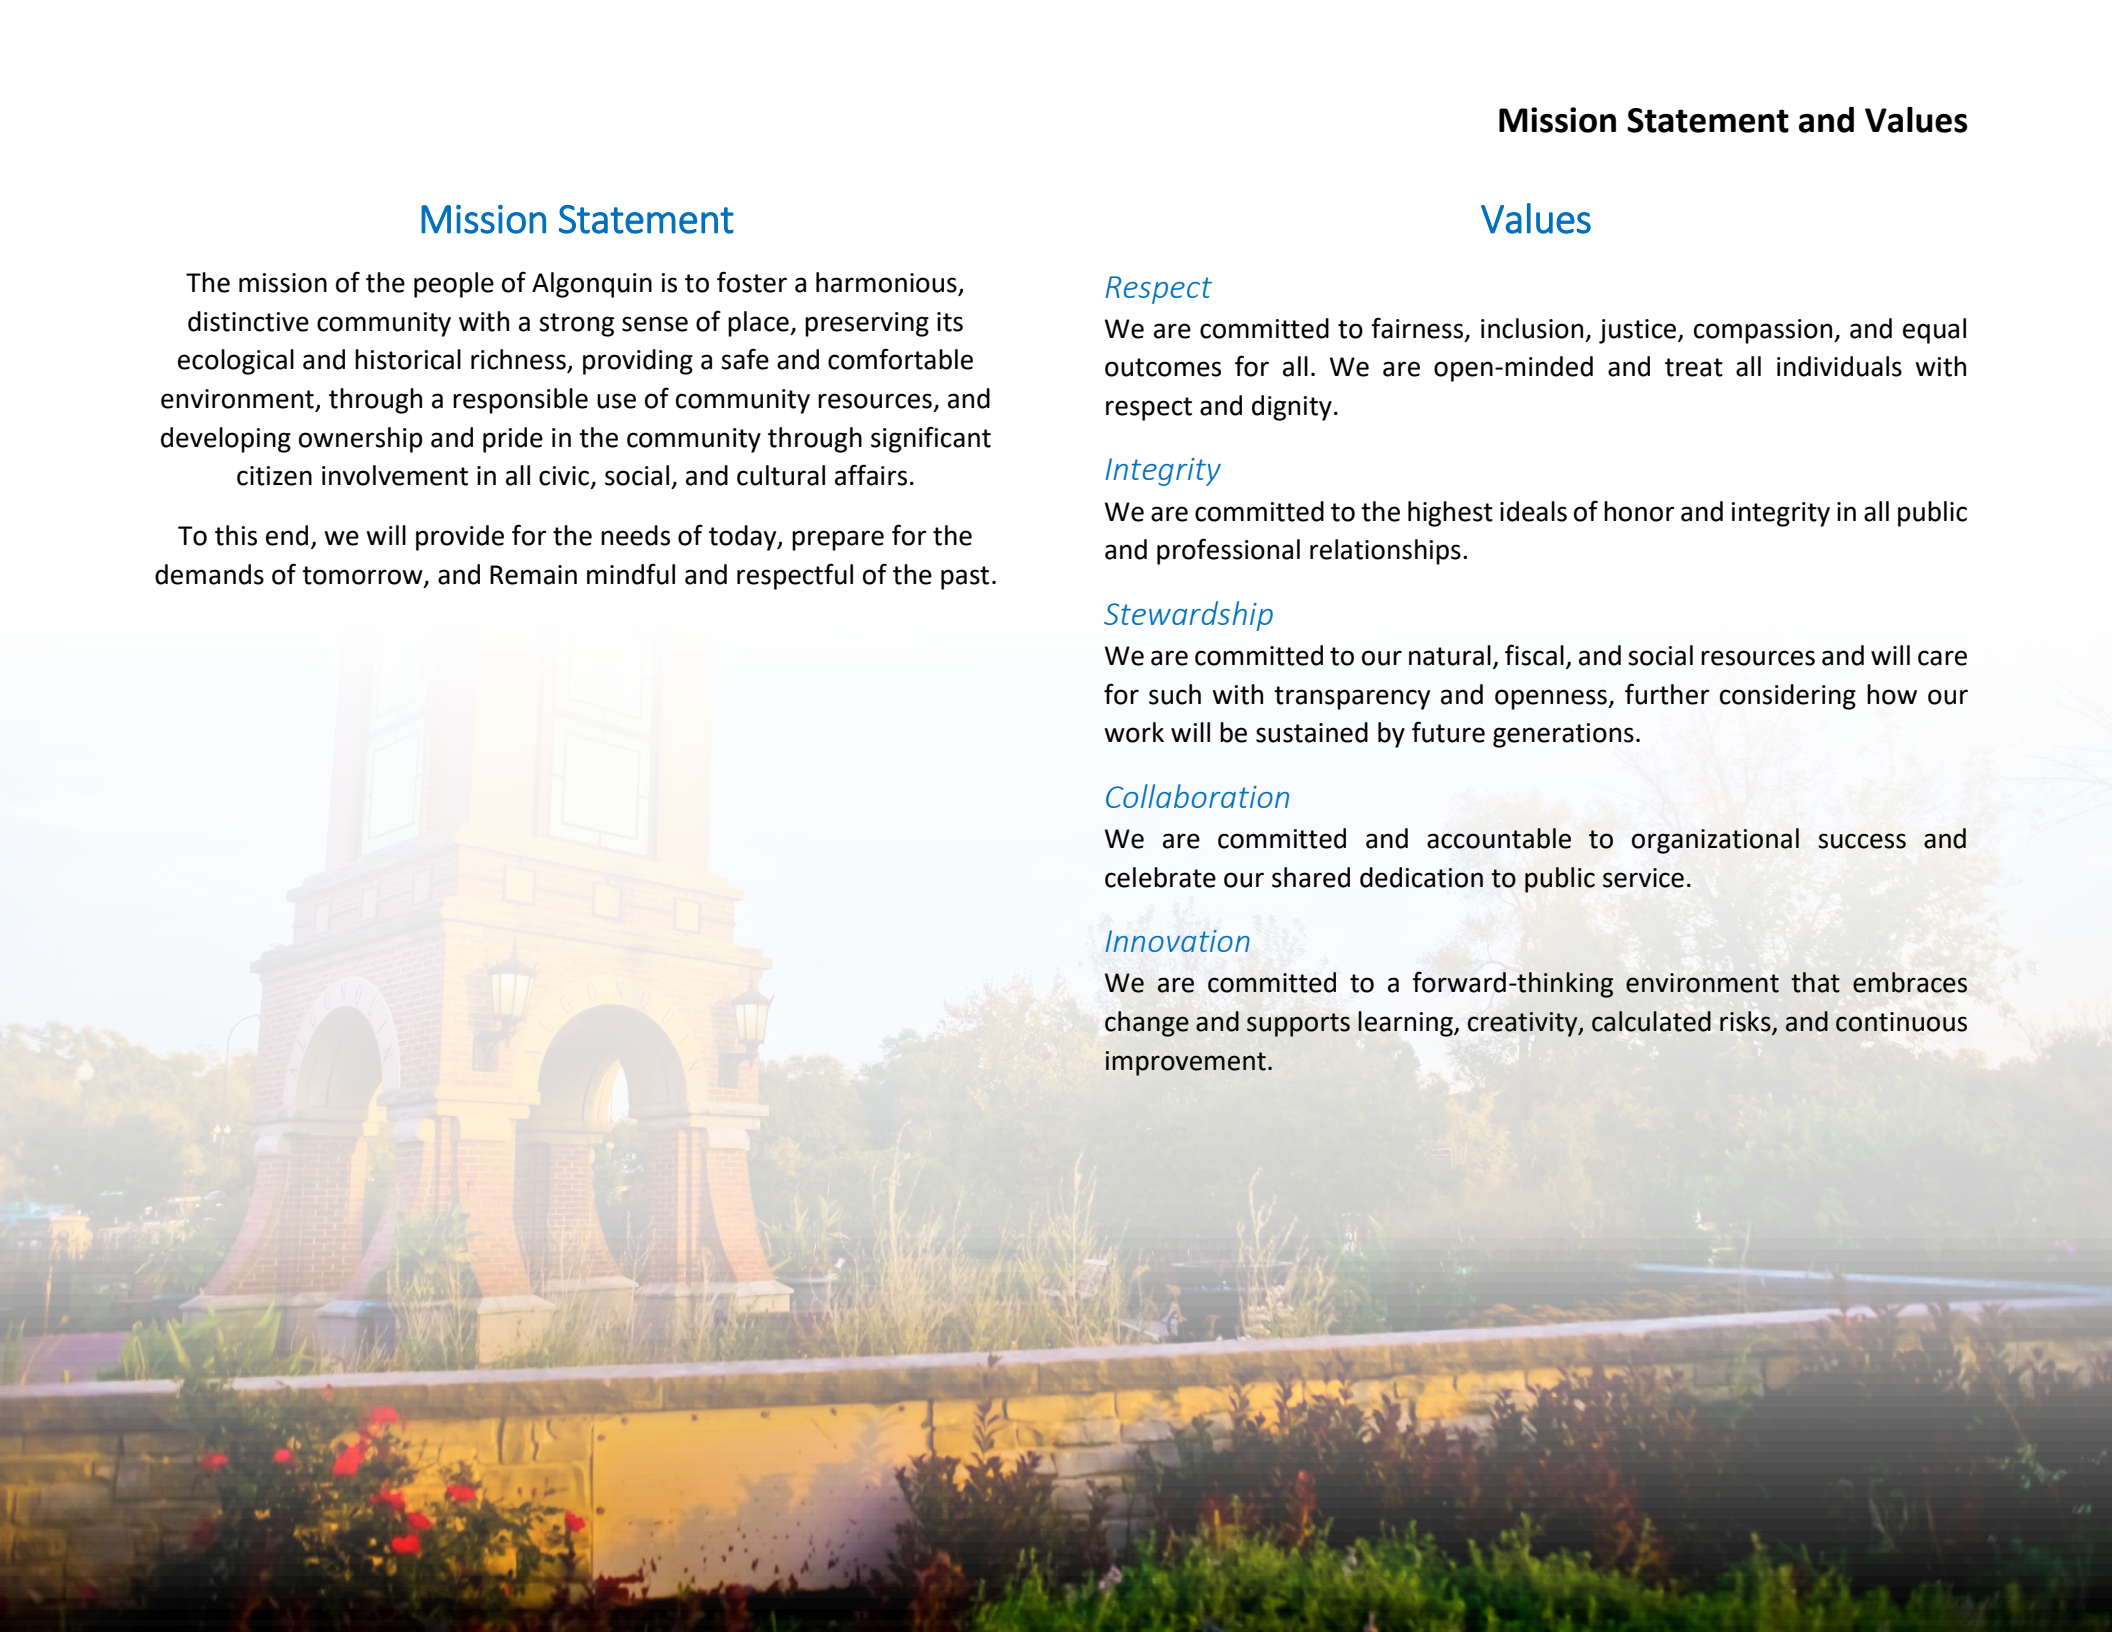 Mission Statement and Values
Mission Statement
The mission of the people of Algonquin is to foster a harmonious,
distinctive community with a strong sense of place, preserving its
ecological and historical richness, providing a safe and comfortable
environment, through a responsible use of community resources, and
developing ownership and pride in the community through significant
citizen involvement in all civic, social, and cultural affairs.
To this end, we will provide for the needs of today, prepare for the
demands of tomorrow, and Remain mindful and respectful of the past.
Values
Respect
We are committed to fairness, inclusion, justice, compassion, and equal
outcomes for all. We are open-minded and treat all individuals with
respect and dignity.
Integrity
We are committed to the highest ideals of honor and integrity in all public
and professional relationships.
Stewardship
We are committed to our natural, fiscal, and social resources and will care
for such with transparency and openness, further considering how our
work will be sustained by future generations.
Collaboration
We are committed and accountable to organizational success and
celebrate our shared dedication to public service.
Innovation
We are committed to a forward-thinking environment that embraces
change and supports learning, creativity, calculated risks, and continuous
improvement.
ALGONQUIN
ALGONQUIN